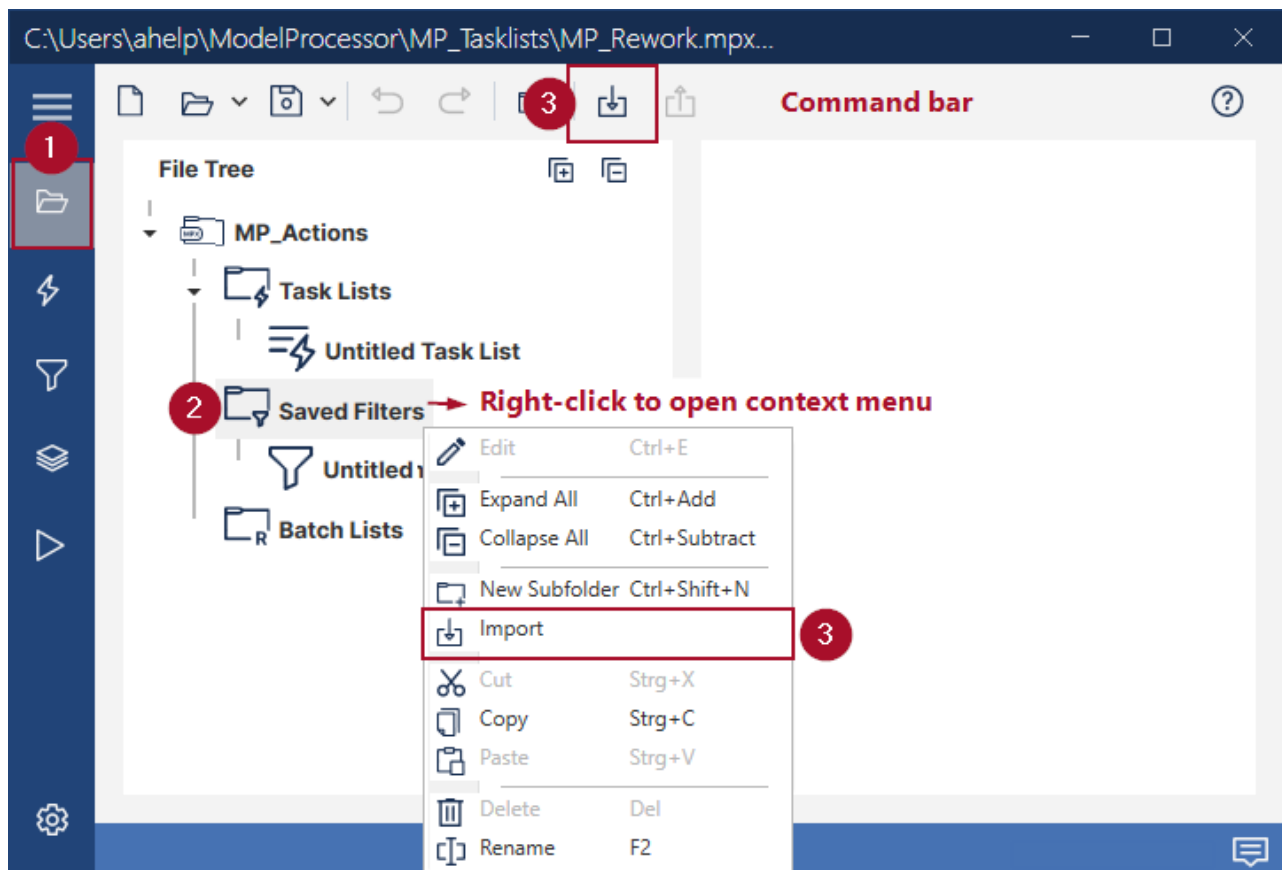 C:\Users\ahelp\ModelProcessor\MP_Tasklists\MP_Rework.mpx...
3
Command bar
1
File Tree
MP_Actions
Task Lists
Untitled Task List
2 Saved Filters Right-click to open context menu
Untitled
Edit Ctrl+E
Expand All Ctrl+Add
Batch Lists
Collapse All Ctrl+Subtract
New Subfolder Ctrl+Shift+N
Import
3
Cut Strg+X
Copy Strg+C
Paste Strg+V
Delete Del
Rename F2